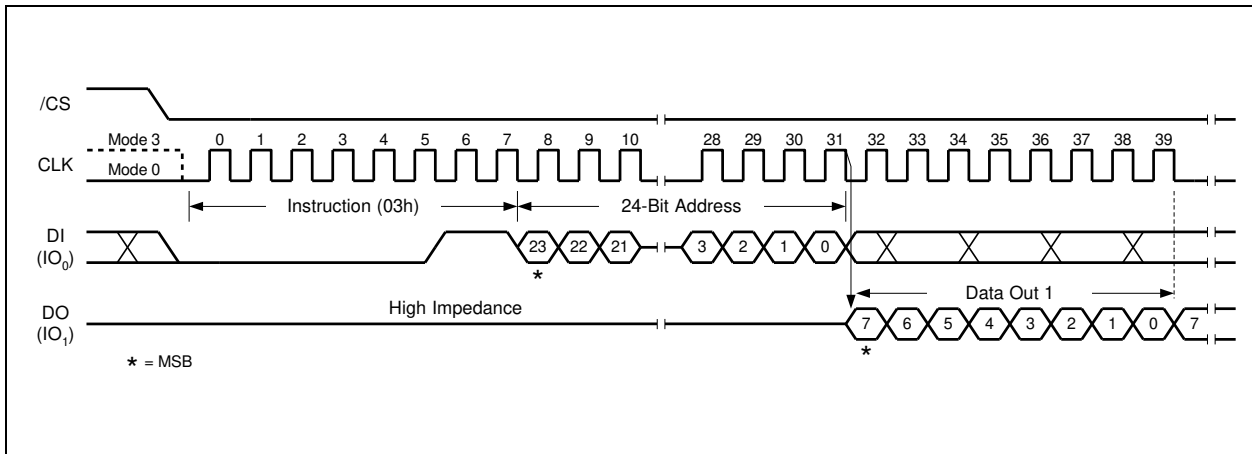 /CS
Mode 3
0 1 2 3 4 5 6 7 8 9 10 28 29 30 31 32 33 34 35 36 37 38 39
CLK
Mode 0
Instruction (03h)
24-Bit Address
DI
(IO0)
23 22 21 3 2 1 0
*
Data Out 1
High Impedance
DO
(IO1)
7 6 5 4 3 2 1 0 7
*
* = MSB